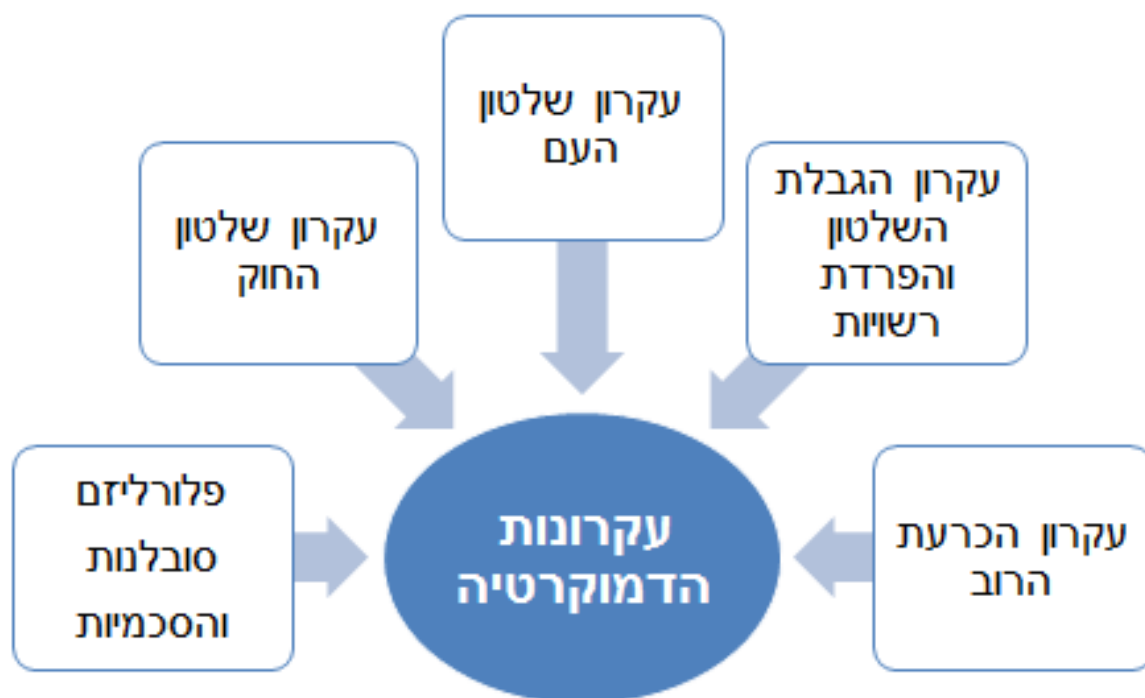 עקרון שלטון
העם
עקרון הגבלת
השלטון
והפרדת
רשויות
עקרון שלטון
החוק
עקרון הכרעת
הרוב
פלורליזם
סובלנות
והסכמיות
עקרונות
הדמוקרטיה